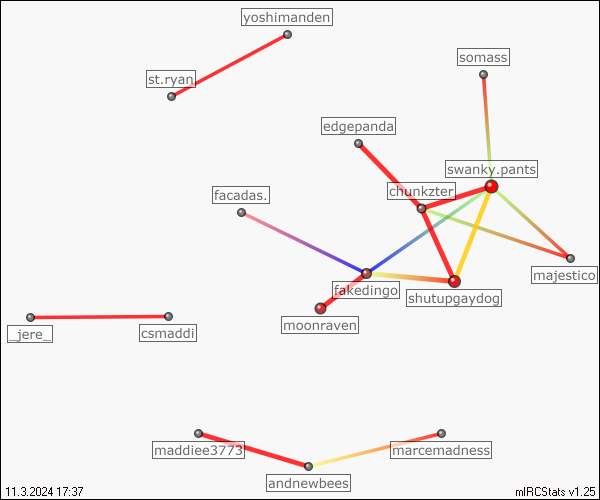 yoshimanden
somass
st.ryan
edgepanda
swanky.pants
chunkzter
facadas.
majestico
fakedingo
shutupgaydog
moonraven
_jere_
csmaddi
maddiee3773
marcemadness
andnewbees
11.3.2024 17:37
mIRCStats v1.25